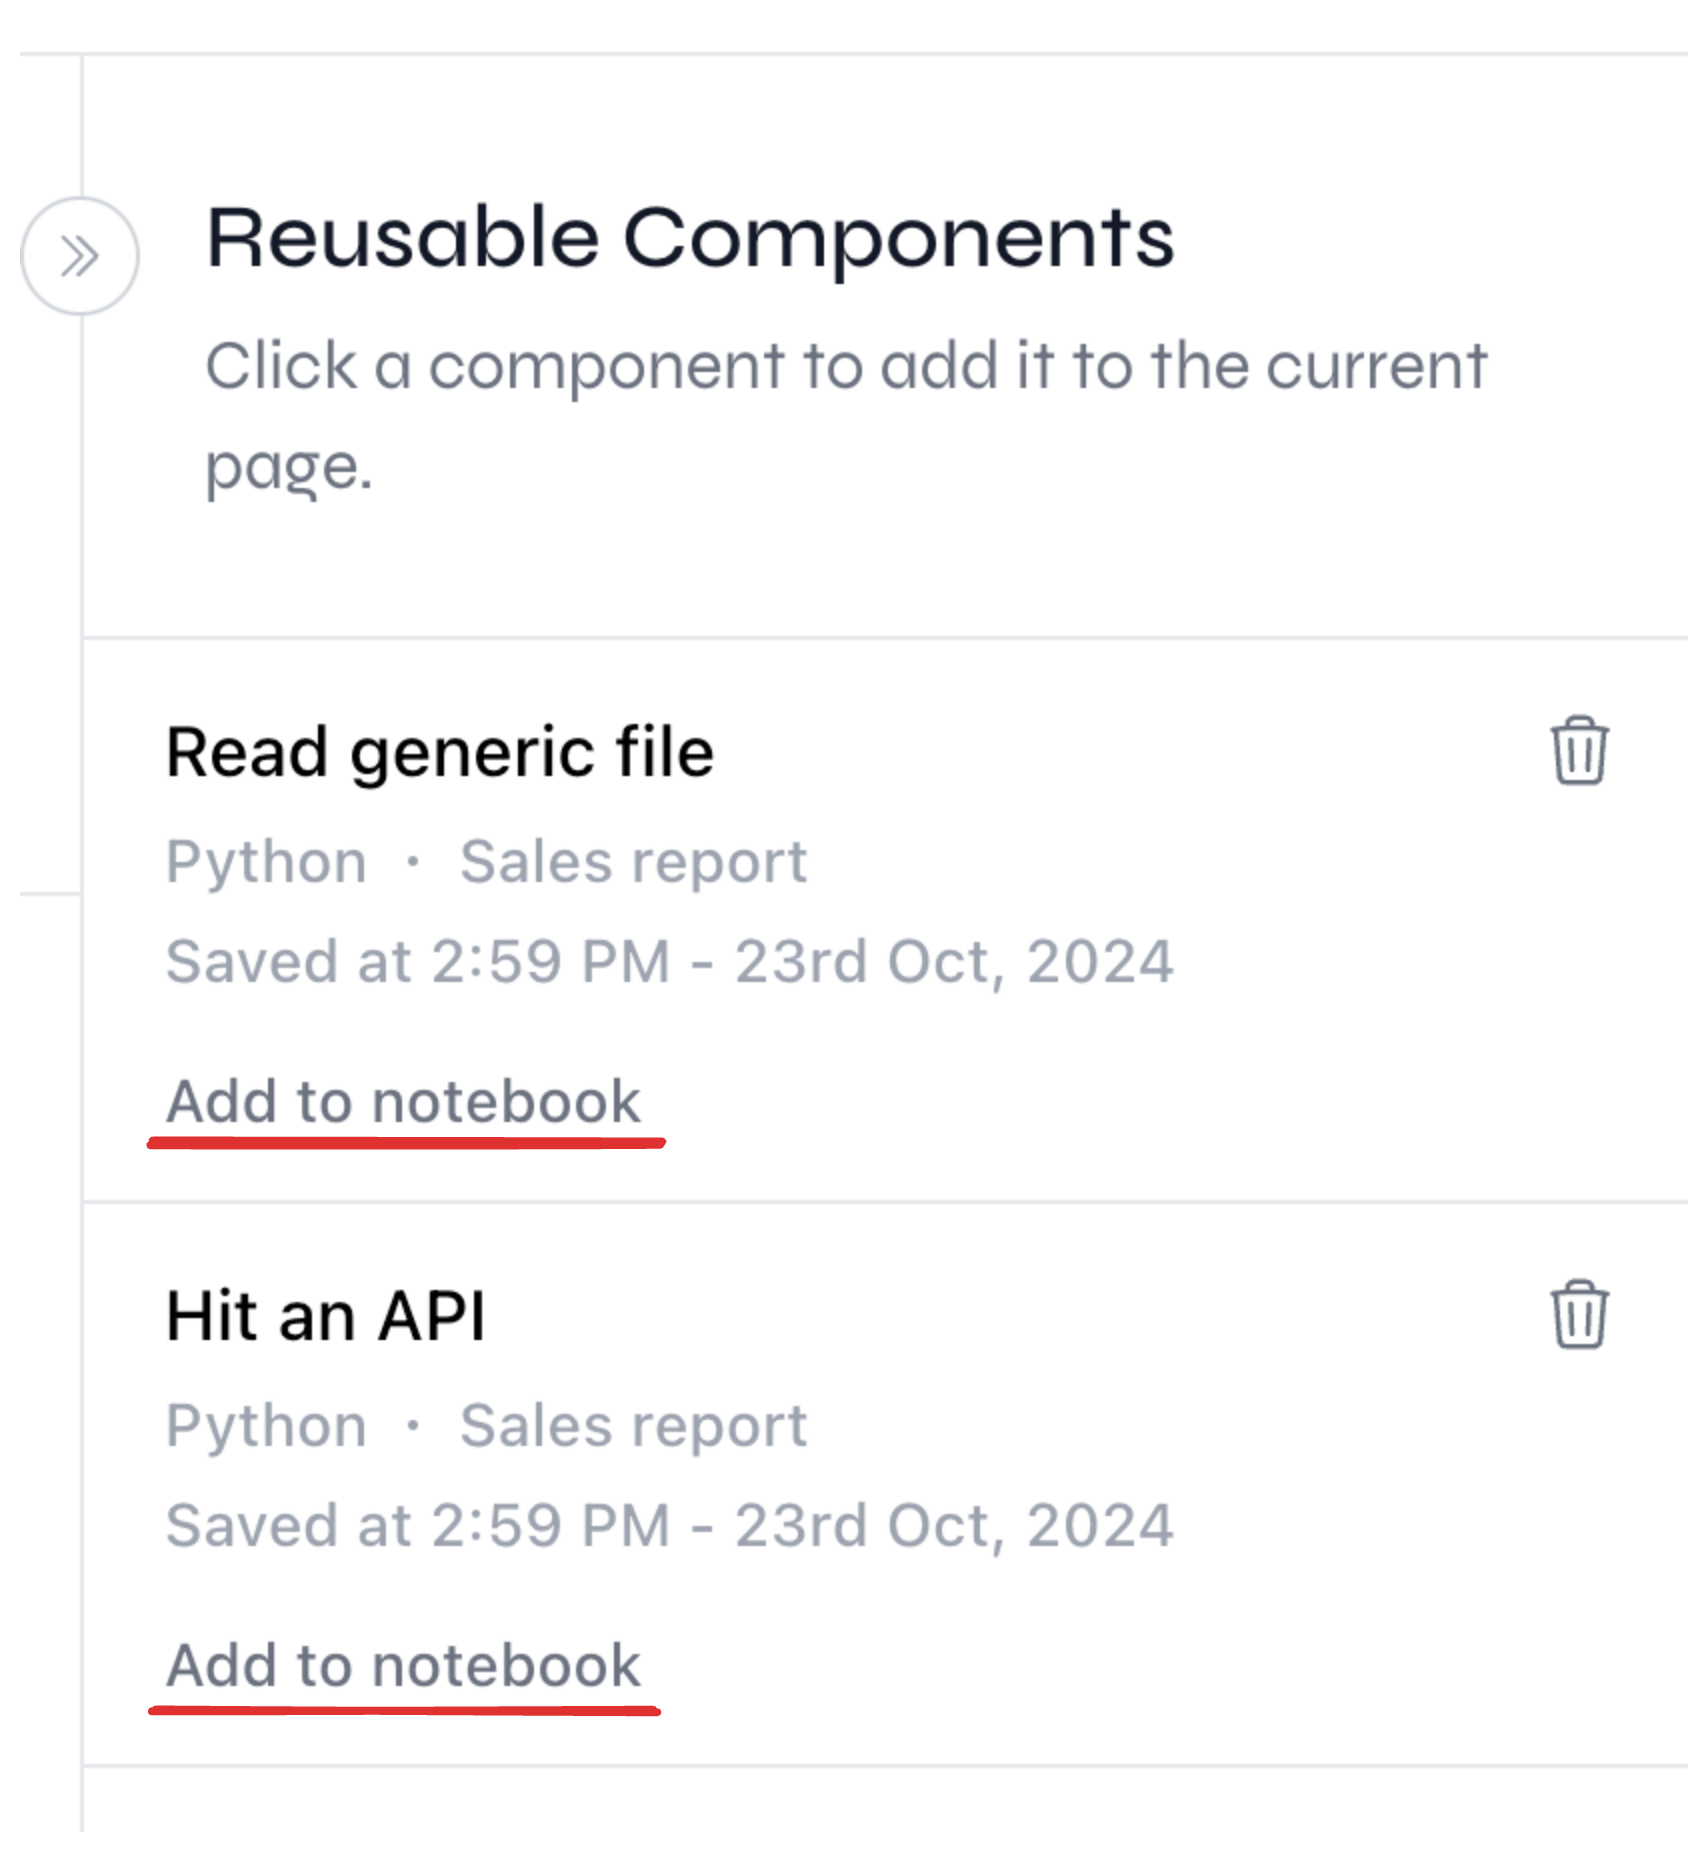 Reusable Components
Click a component to add it to the current
page.
Read generic file
Python · Sales report
Saved at 2:59 PM - 23rd Oct, 2024
Add to notebook
Hit an API
Python · Sales report
Saved at 2:59 PM - 23rd Oct, 2024
Add to notebook